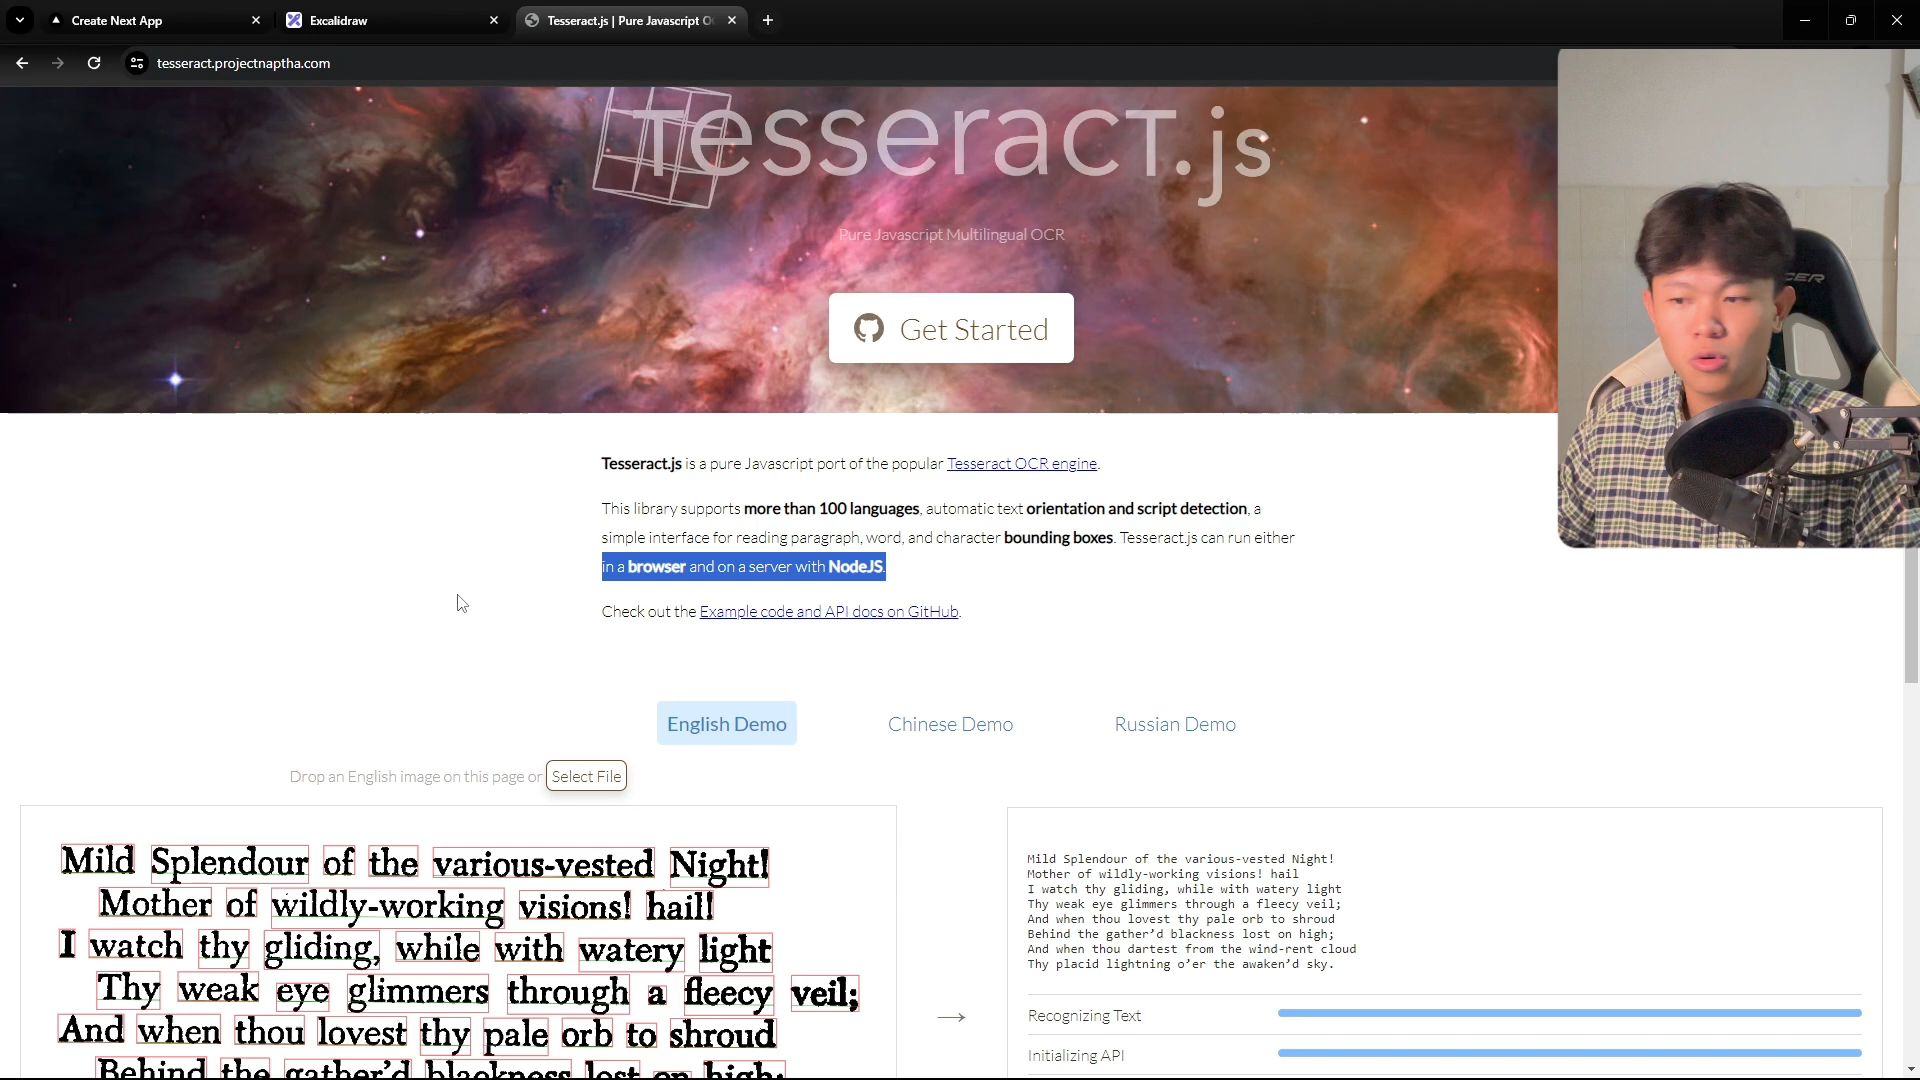 Create Next App
Excalidraw
Tesseract.js | Pure Javascript O
tesseract.projectnaptha.com
Tesseract.js
Pure Javascript Multilingual OCR
Get Started
CER
Tesseract.js is a pure Javascript port of the popular Tesseract OCR engine.
This library supports more than 100 languages, automatic text orientation and script detection, a
simple interface for reading paragraph, word, and character bounding boxes. Tesseract.js can run either
in a browser and on a server with NodeJS.
Check out the Example code and API docs on GitHub.
English Demo
Chinese Demo
Russian Demo
Drop an English image on this page or Select File
Mild Splendour of the various-vested Night!
Mother of wildly-working visions! hail!
I watch thy gliding, while with watery light
Thy weak eye glimmers through a fleecy veil;
And when thou lovest thy pale orb to shroud
Behind the gather'd blackness lost on high;
Mild Splendour of the various-vested Night!
Mother of wildly-working visions! hail
I watch thy gliding, while with watery light
Thy weak eye glimmers through a fleecy veil;
And when thou lovest thy pale orb to shroud
Behind the gather’d blackness lost on high;
And when thou dartest from the wind-rent cloud
Thy placid lightning o’er the awaken’d sky.
Recognizing Text
Initializing API